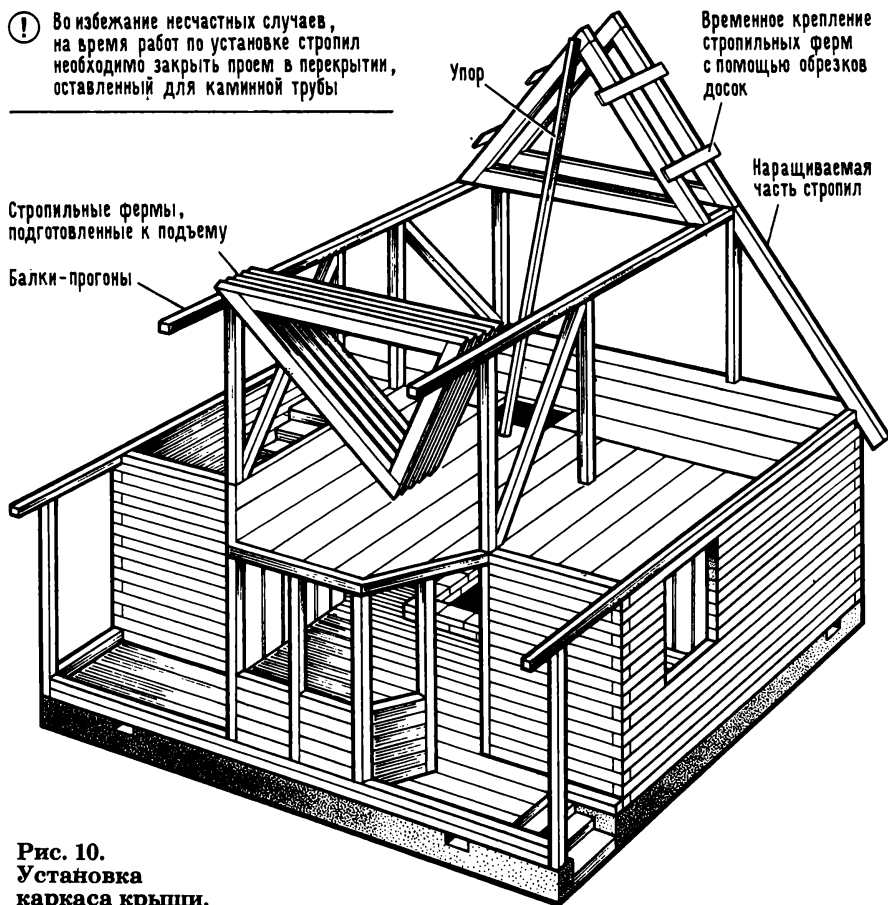 ! Во избежание несчастных случаев,
на время работ по установке стропил
необходимо закрыть проем в перекрытии,
оставленный для каминной трубы
Временное крепление
стропильных ферм
с помощью обрезков
досок
Упор
Наращиваемая
часть стропил
Стропильные фермы,
подготовленные к подъему
Балки-прогоны
Рис. 10.
Установка
каркаса крыши.